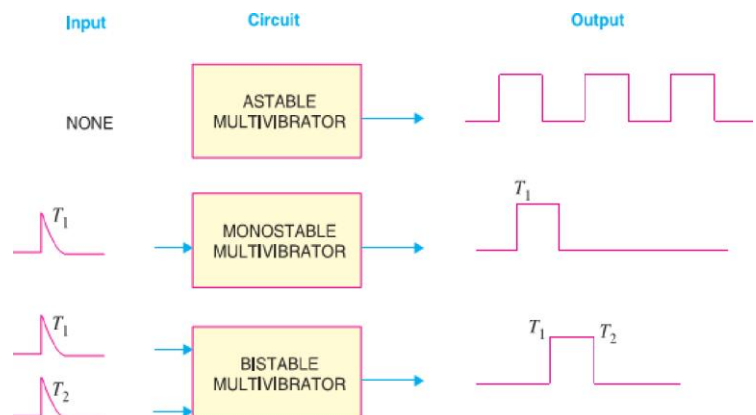 Input Circuit Output
NONE
ASTABLE
MULTIVIBRATOR
T1
MONOSTABLE
MULTIVIBRATOR
T1
T1
T2
BISTABLE
MULTIVIBRATOR
T1 T2